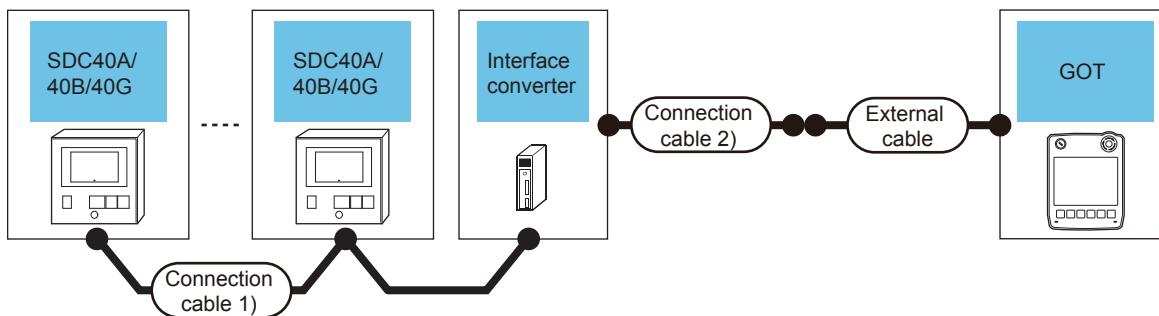 SDC40A/
40B/40G
SDC40A/
40B/40G
Interface
converter
GOT
Connection
cable 2)
External
cable
Connection
cable 1)